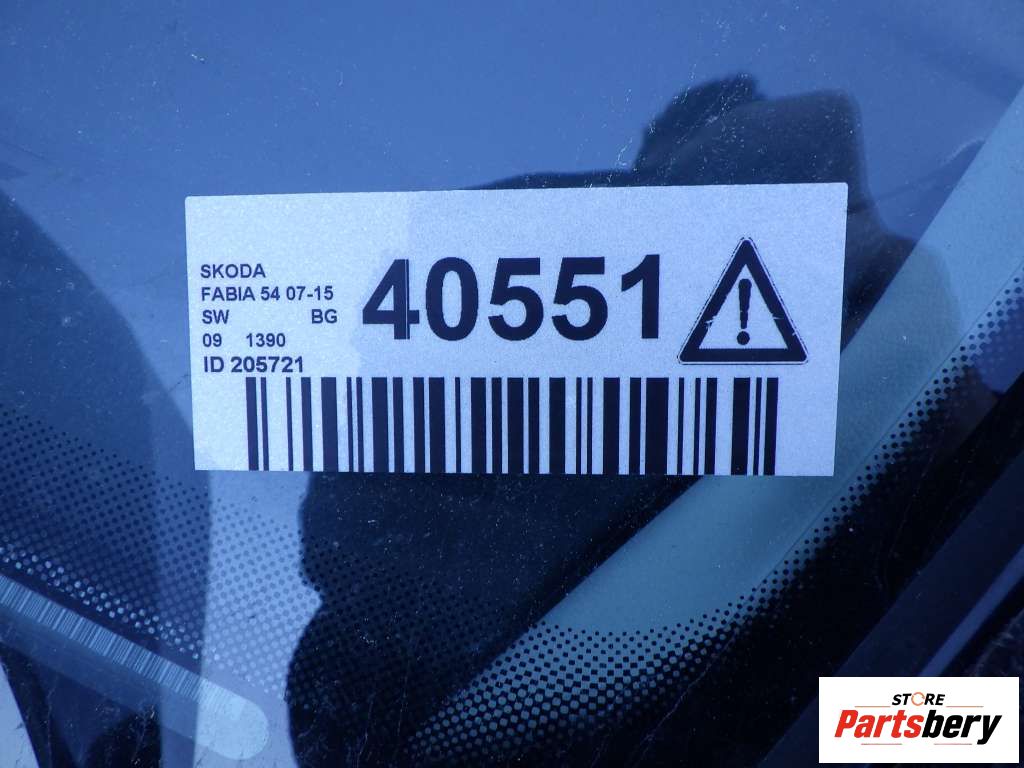 SKODA
FABIA 54 07-15
SW BG
09 1390
ID 205721
40551
STORE
Partsbery